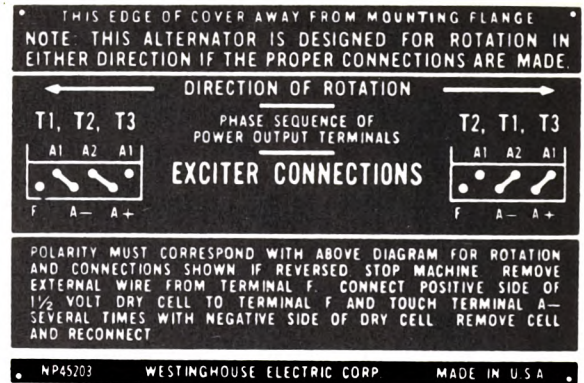 THIS EDGE OF COVER AWAY FROM MOUNTING FLANGE
NOTE: THIS ALTERNATOR IS DESIGNED FOR ROTATION IN
EITHER DIRECTION IF THE PROPER CONNECTIONS ARE MADE.
DIRECTION OF ROTATION
T1, T2, T3
PHASE SEQUENCE OF
POWER OUTPUT TERMINALS
T2, T1, T3
A1 A2 A1
EXCITER CONNECTIONS
A1 A2 A1
F A- A+
F A- A+
POLARITY MUST CORRESPOND WITH ABOVE DIAGRAM FOR ROTATION
AND CONNECTIONS SHOWN IF REVERSED STOP MACHINE REMOVE
EXTERNAL WIRE FROM TERMINAL F. CONNECT POSITIVE SIDE OF
1½ VOLT DRY CELL TO TERMINAL F AND TOUCH TERMINAL A-
SEVERAL TIMES WITH NEGATIVE SIDE OF DRY CELL REMOVE CELL
AND RECONNECT
NP45203 WESTINGHOUSE ELECTRIC CORP. MADE IN U.S.A.